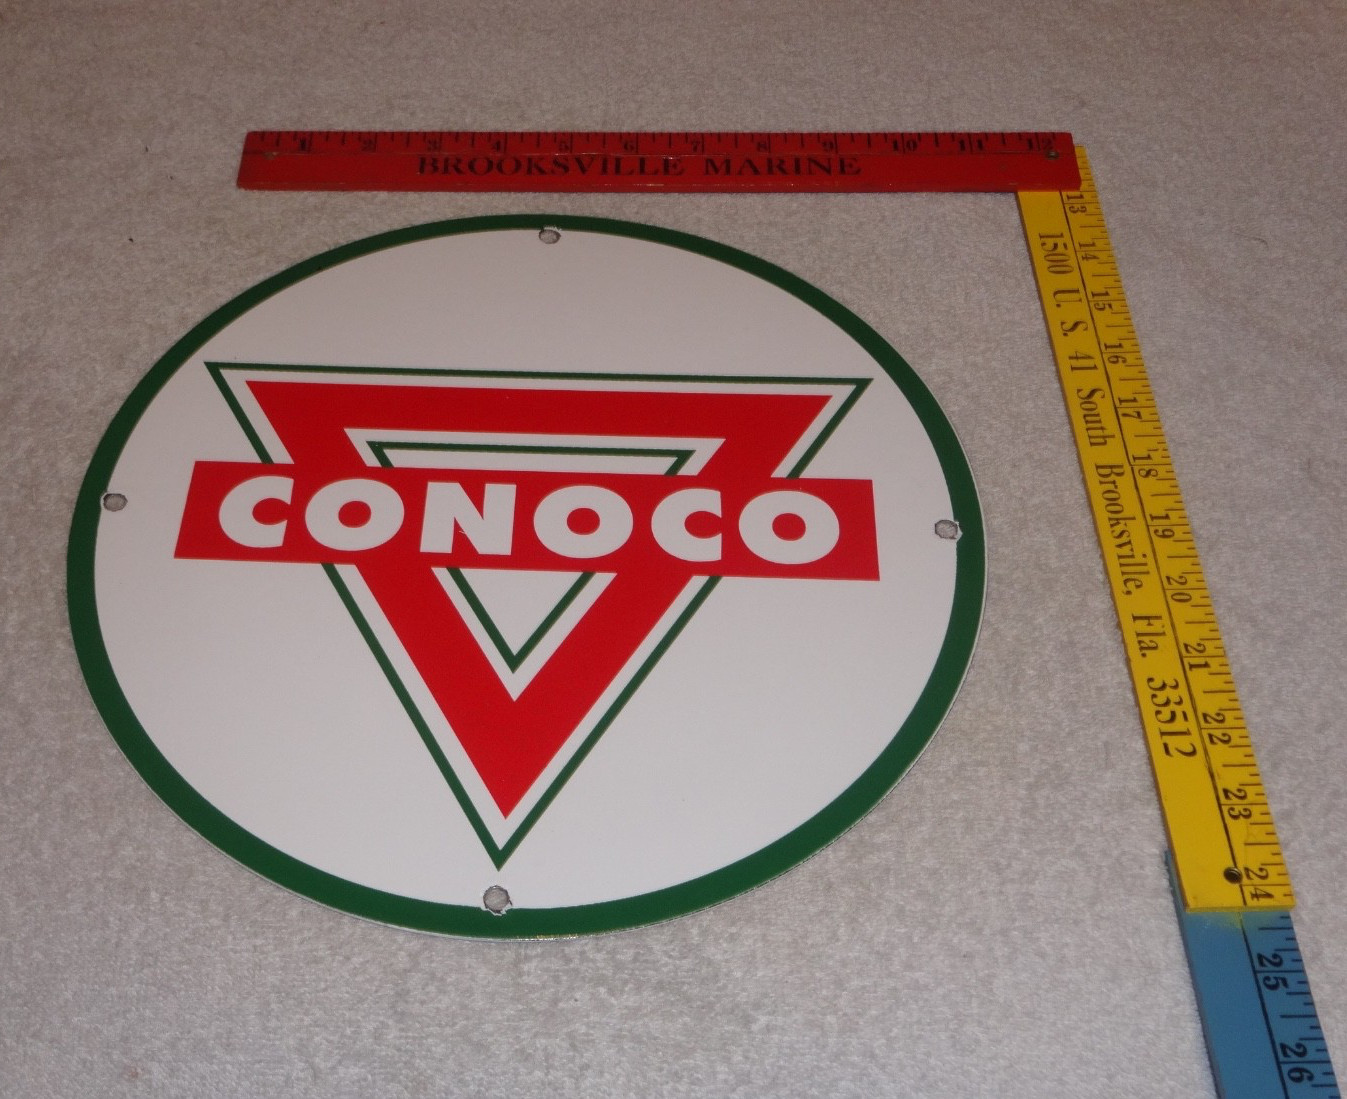 1 2 3 4 5 6 7 8 9 10 11 12
BROOKSVILLE MARINE
13 14 15 16 17 18 19 20 21 22 23 24
1500 U. S. 41 South Brooksville, Fla. 33512
25 26
CONOCO